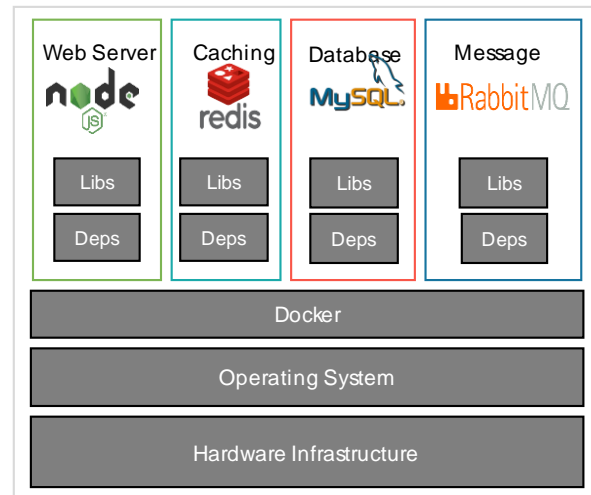 Web Server
Caching
Database
Message
node
JS
redis
MySQL
RabbitMQ
Libs
Libs
Libs
Libs
Deps
Deps
Deps
Deps
Docker
Operating System
Hardware Infrastructure